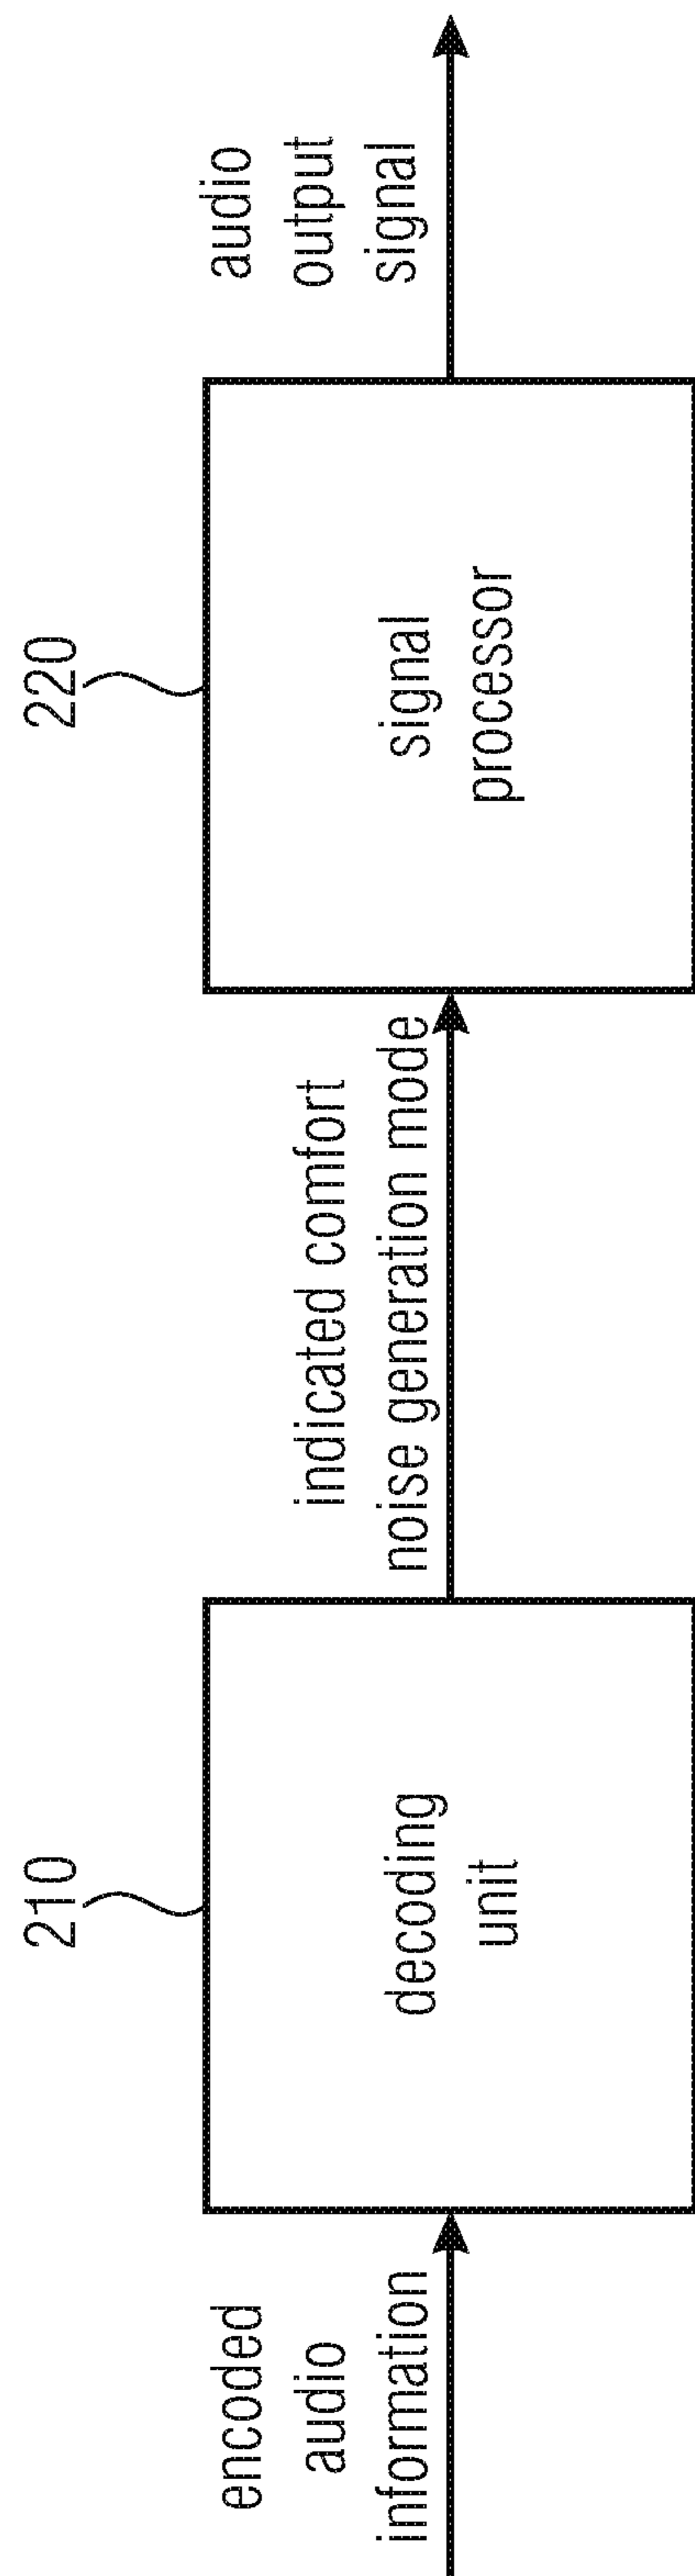 210
220
encoded
audio
information
decoding
unit
indicated comfort
noise generation mode
signal
processor
audio
output
signal